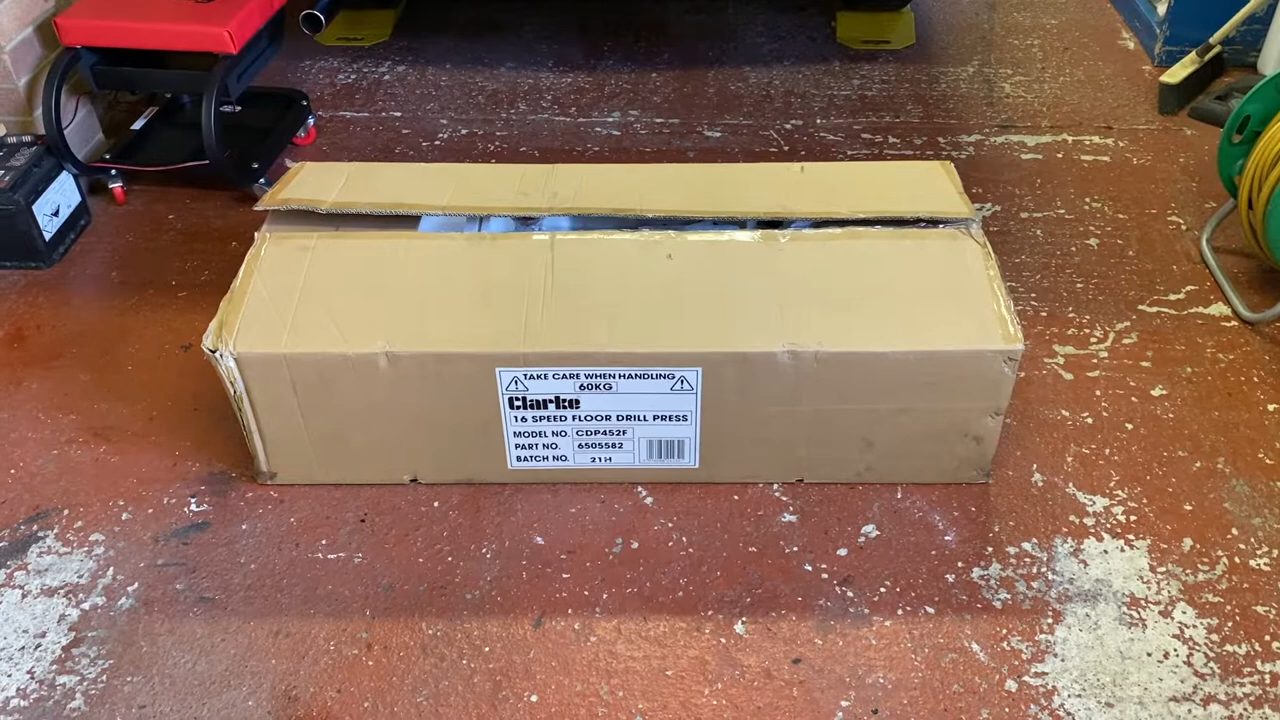 TAKE CARE WHEN HANDLING
60KG
Clarke
16 SPEED FLOOR DRILL PRESS
MODEL NO. CDP452F
PART NO. 6505582
BATCH NO. 21H